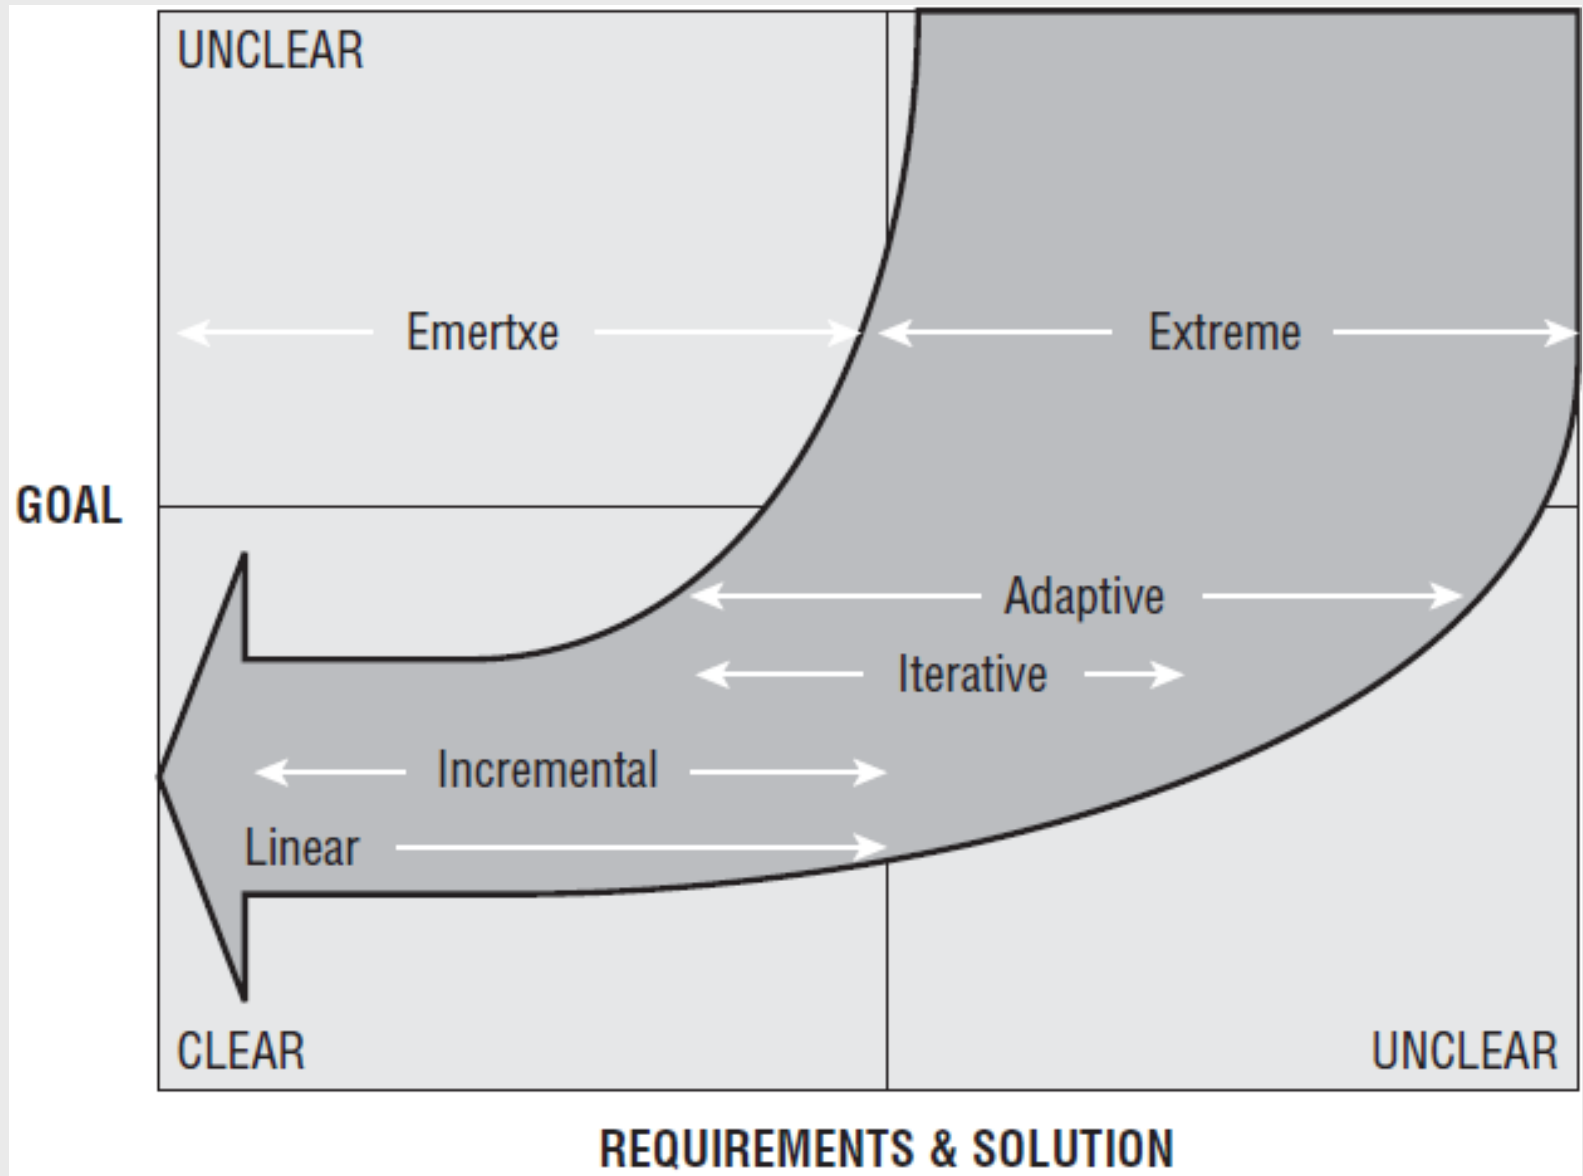 UNCLEAR
Emertxe
Extreme
GOAL
Adaptive
Iterative
Incremental
Linear
CLEAR
UNCLEAR
REQUIREMENTS & SOLUTION